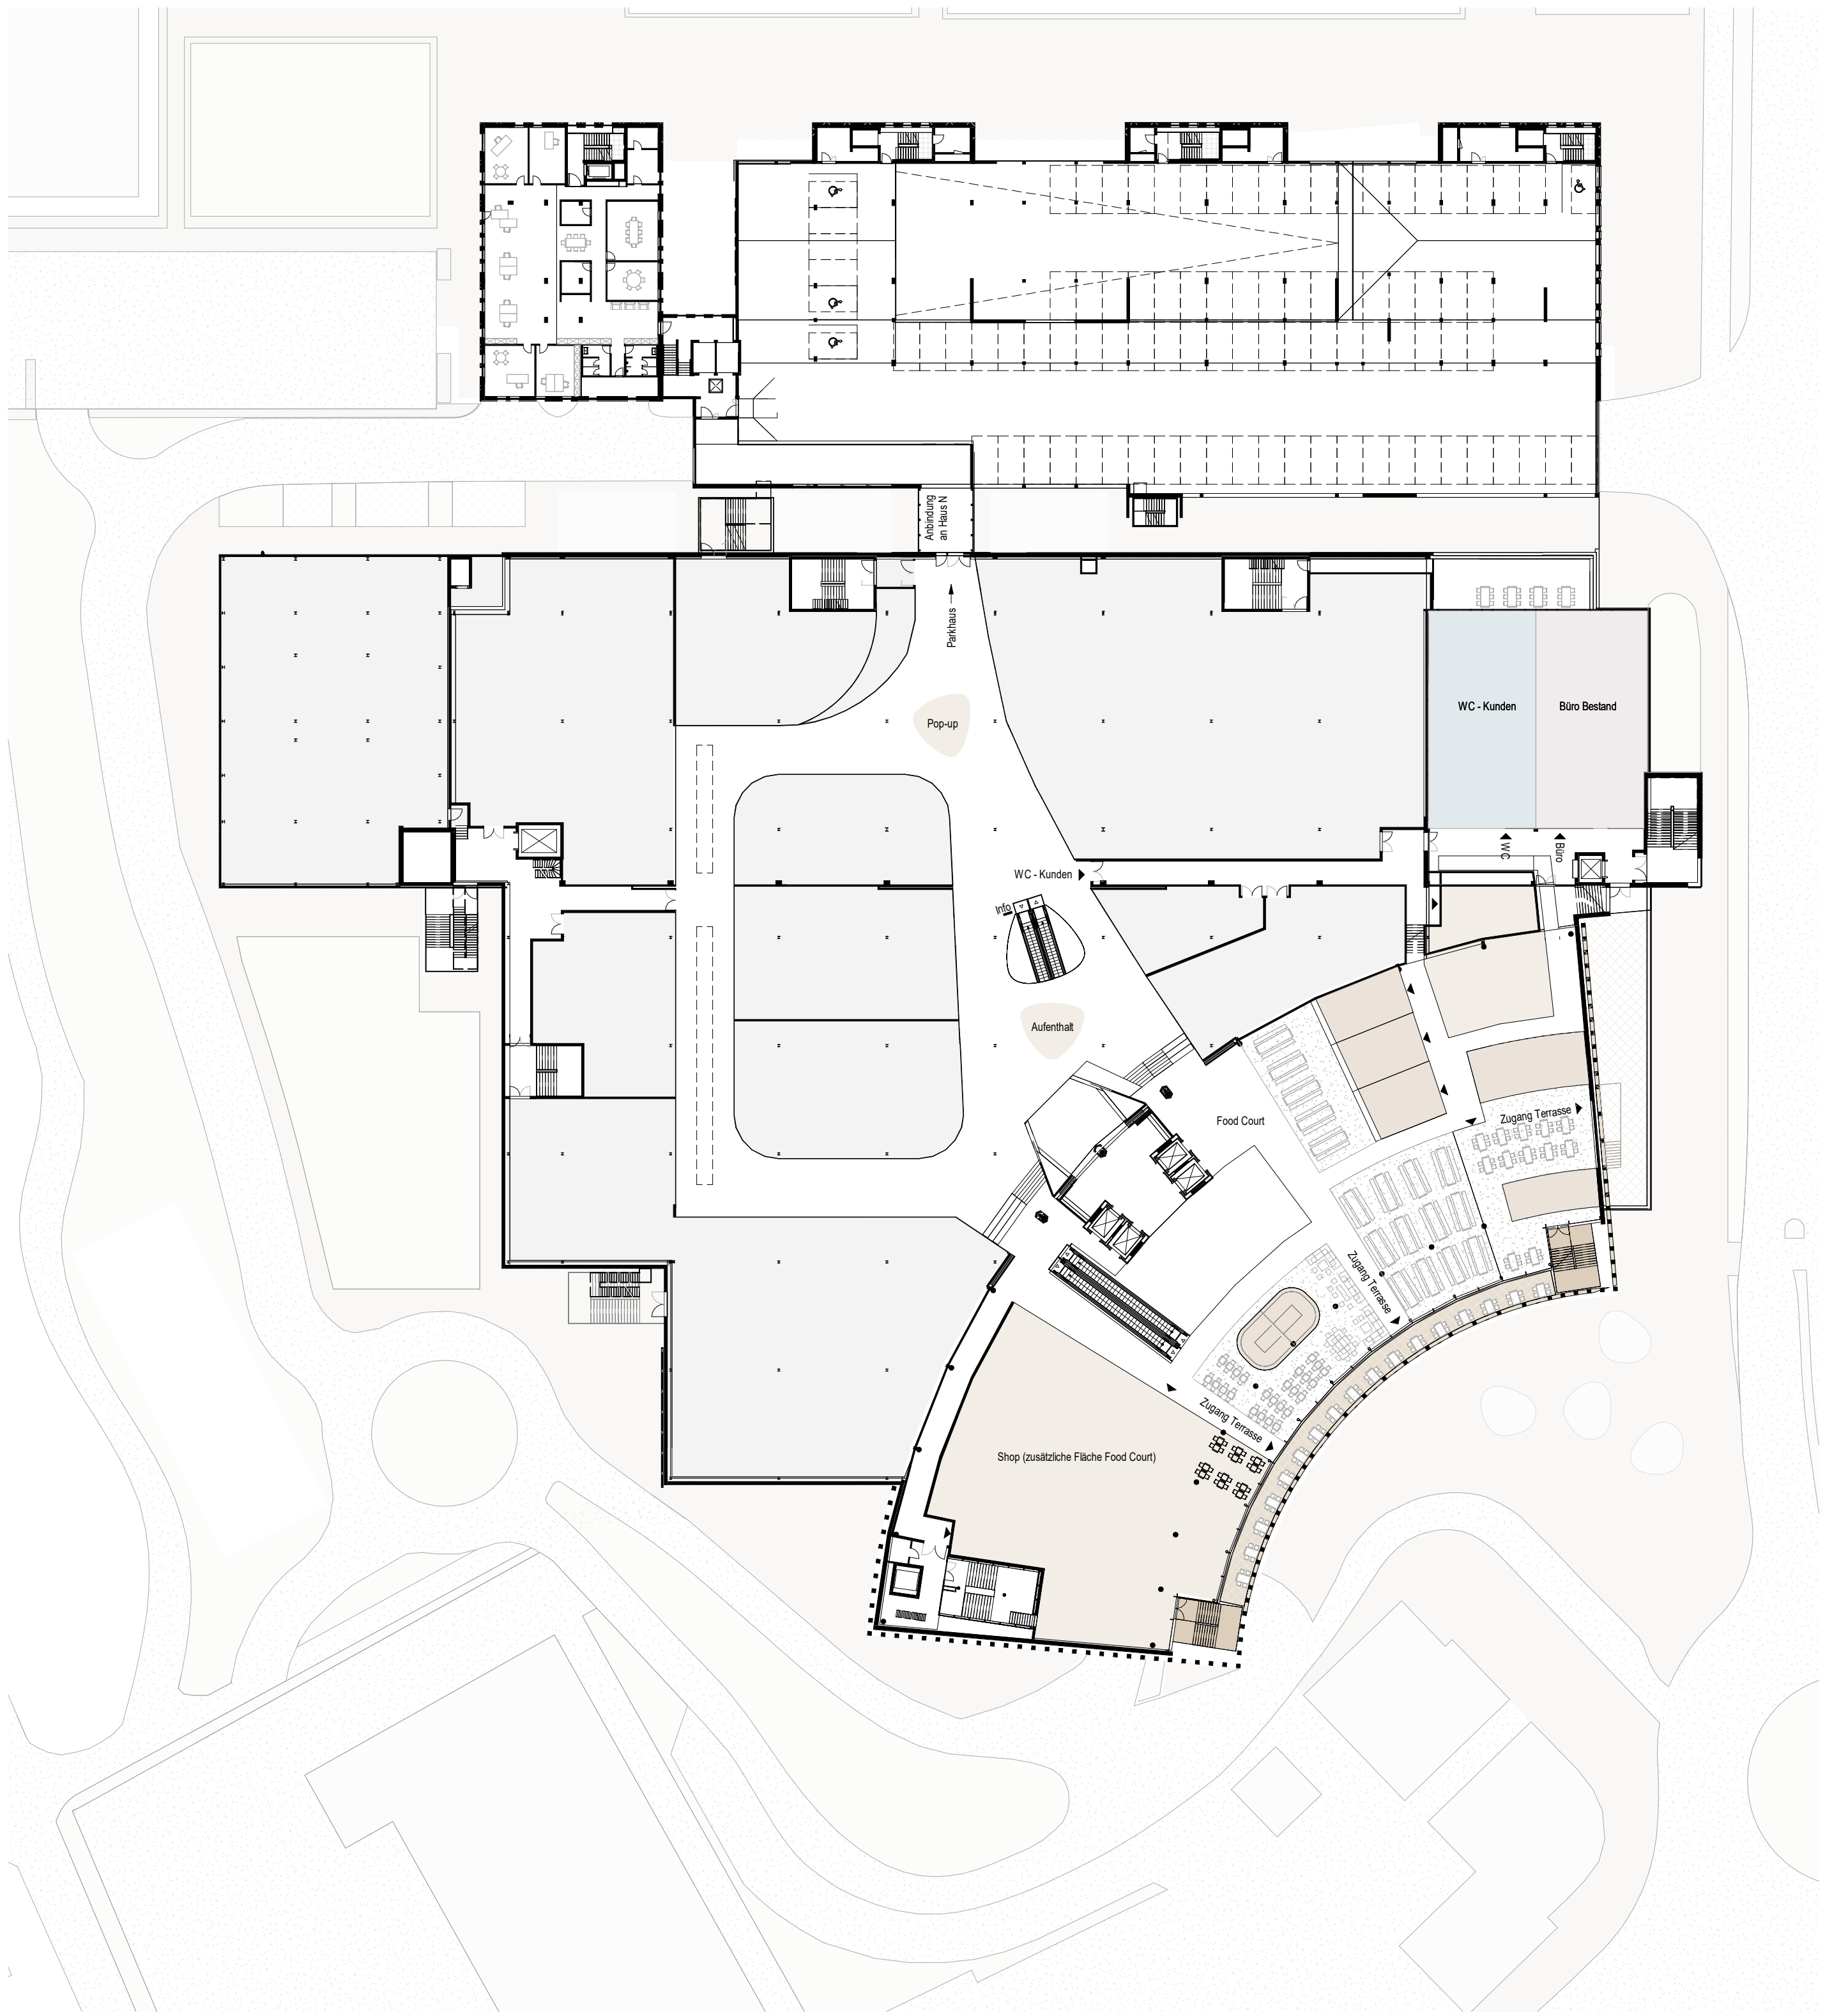 Anbindung
an Haus N
Parkhaus
Pop-up
WC - Kunden
Büro Bestand
WC
Büro
WC - Kunden
Info
Aufenthalt
Food Court
Zugang Terrasse
Zugang Terrasse
Zugang Terrasse
Shop (zusätzliche Fläche Food Court)